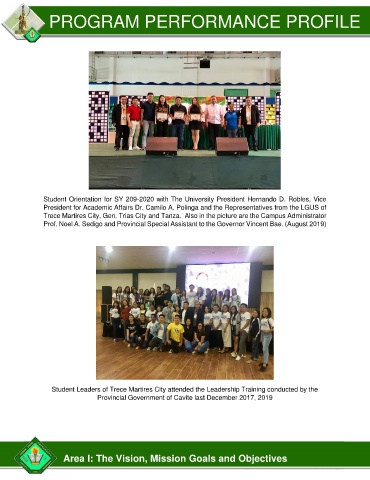 PROGRAM PERFORMANCE PROFILE
Student Orientation for SY 209-2020 with The University President Hernando D. Robles, Vice
President for Academic Affairs Dr. Camilo A. Polinga and the Representatives from the LGUS of
Trece Martires City, Gen. Trias City and Tanza. Also in the picture are the Campus Administrator
Prof. Noel A. Sedigo and Provincial Special Assistant to the Governor Vincent Bae. (August 2019)
Student Leaders of Trece Martires City attended the Leadership Training conducted by the
Provincial Government of Cavite last December 2017, 2019
Area I: The Vision, Mission Goals and Objectives